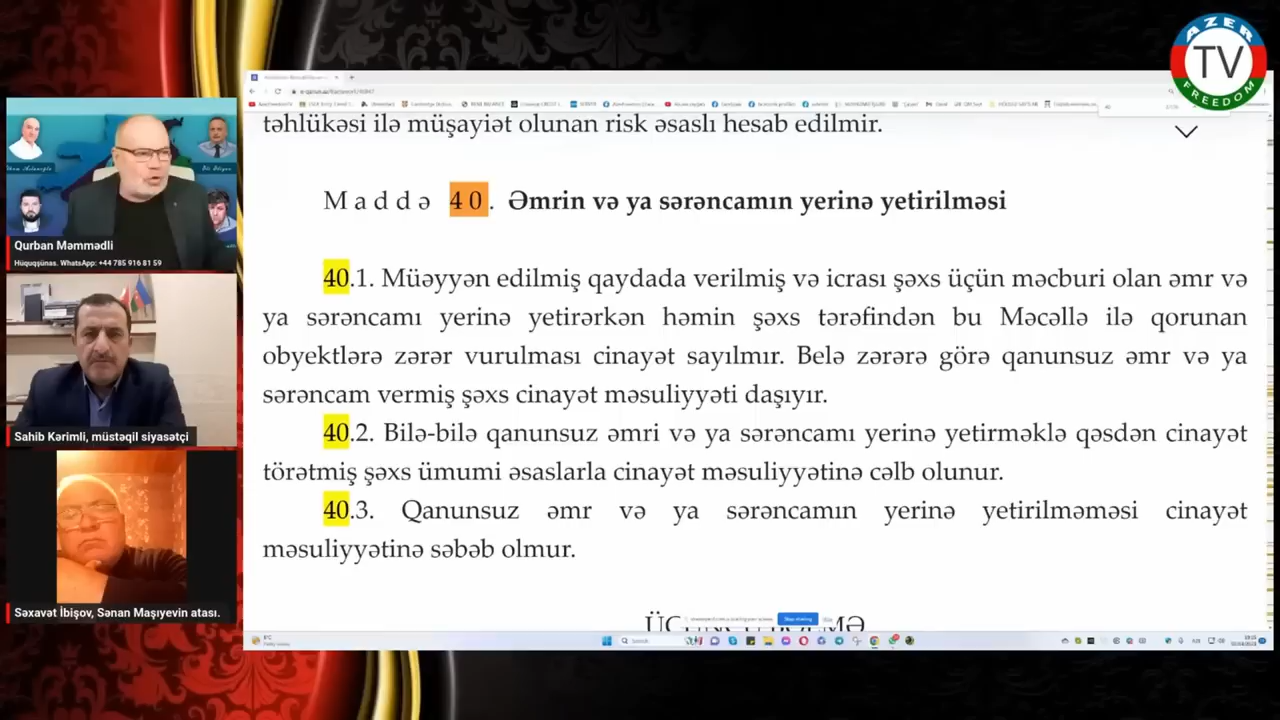 AZER
TV
FREEDOM
təhlükəsi ilə müşayiət olunan risk əsaslı hesab edilmir.
Maddə 40. Əmrin və ya sərəncamın yerinə yetirilməsi
40.1. Müəyyən edilmiş qaydada verilmiş və icrası şəxs üçün məcburi olan əmr və
ya sərəncamı yerinə yetirərkən həmin şəxs tərəfindən bu Məcəllə ilə qorunan
obyektlərə zərər vurulması cinayət sayılmır. Belə zərərə görə qanunsuz əmr və ya
sərəncam vermiş şəxs cinayət məsuliyyəti daşıyır.
40.2. Bilə-bilə qanunsuz əmri və ya sərəncamı yerinə yetirməklə qəsdən cinayət
törətmiş şəxs ümumi əsaslarla cinayət məsuliyyətinə cəlb olunur.
40.3. Qanunsuz əmr və ya sərəncamın yerinə yetirilməməsi cinayət
məsuliyyətinə səbəb olmur.
Qurban Məmmədli
Hüquqşünas. WhatsApp: +44 785 916 81 59
Sahib Kərimli, müstəqil siyasətçi
Səxavət İbişov, Sənan Maşıyevin atası.
Stop sharing
Search